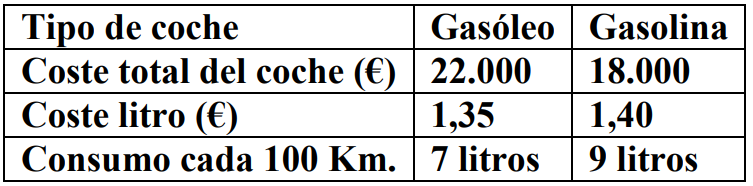 Tipo de coche Gasóleo Gasolina
Coste total del coche (€) 22.000 18.000
Coste litro (€) 1,35 1,40
Consumo cada 100 Km. 7 litros 9 litros